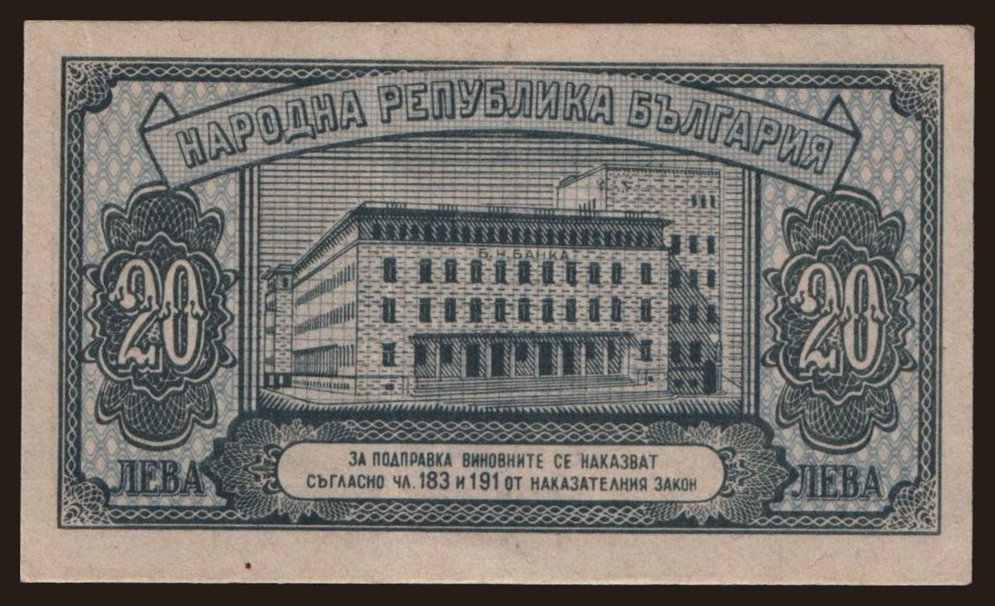 НАРОДНА РЕПУБЛИКА БЪЛГАРИЯ
Б.Н.БАНКА
20 20
ЛЕВА ЛЕВА
ЗА ПОДПРАВКА ВИНОВНИТЕ СЕ НАКАЗВАТ
СЪГЛАСНО ЧЛ. 183 И 191 ОТ НАКАЗАТЕЛНИЯ ЗАКОН